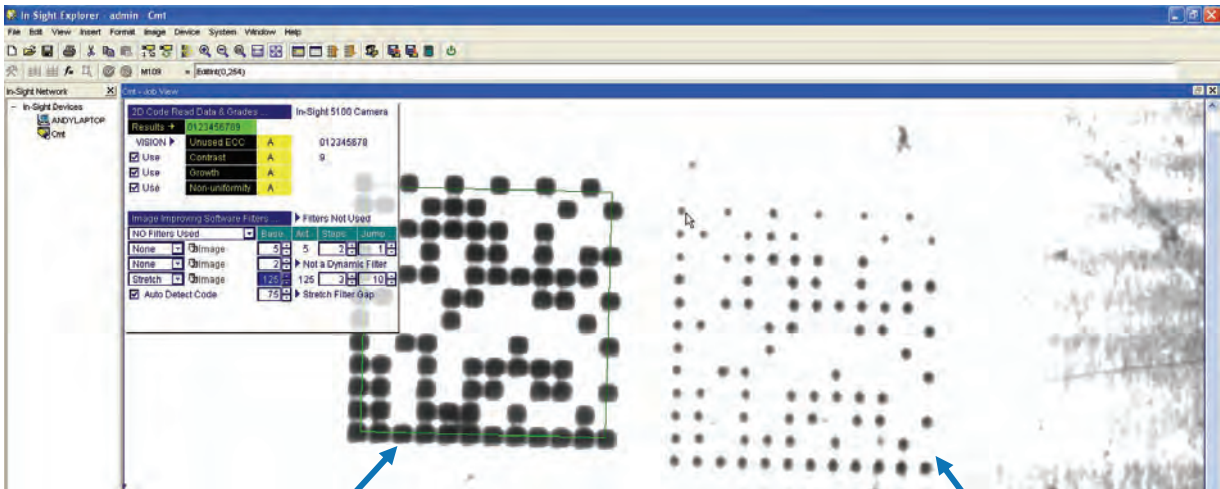 In-Sight Explorer - admin - Cmt
File Edit View Insert Format Image Device System Window Help
M109 = EditInt(0,254)
In-Sight Network
Cmt - Job View
In-Sight Devices
ANDYLAPTOP
Cmt
2D Code Read Data & Grades ... In-Sight 5100 Camera
Results 0123456789
VISION Unused ECC A 012345678
Use Contrast A 9
Use Growth A
Use Non-uniformity A
Image Improving Software Filters ... Filters Not Used
NO Filters Used Base Act. Steps Jump
None Image 5 5 2 1
None Image 2 Not a Dynamic Filter
Stretch Image 125 125 3 10
Auto Detect Code 75 Stretch Filter Gap